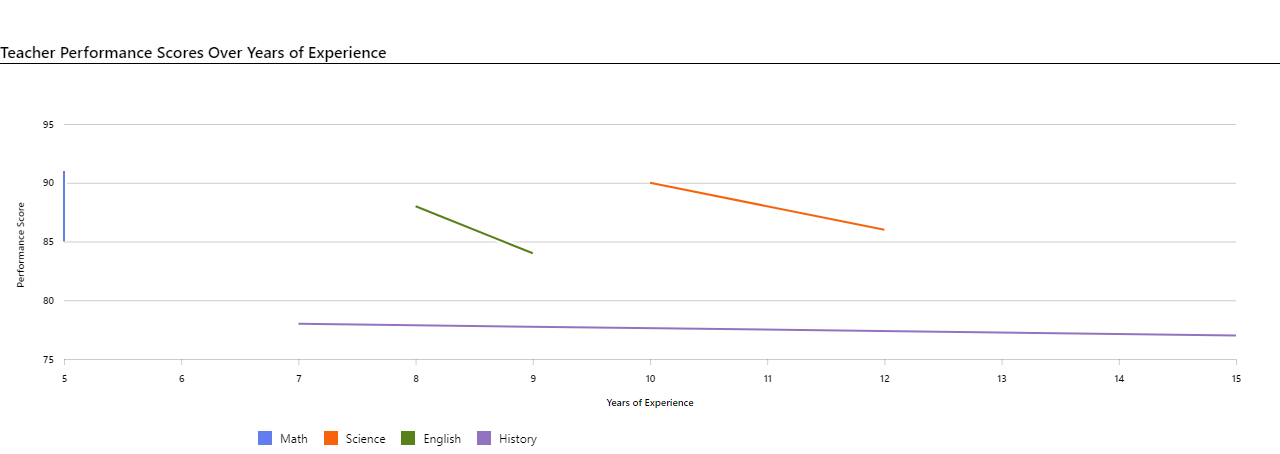 Teacher Performance Scores Over Years of Experience
95
90
85
80
75
Performance Score
5 6 7 8 9 10 11 12 13 14 15
Years of Experience
Math Science English History